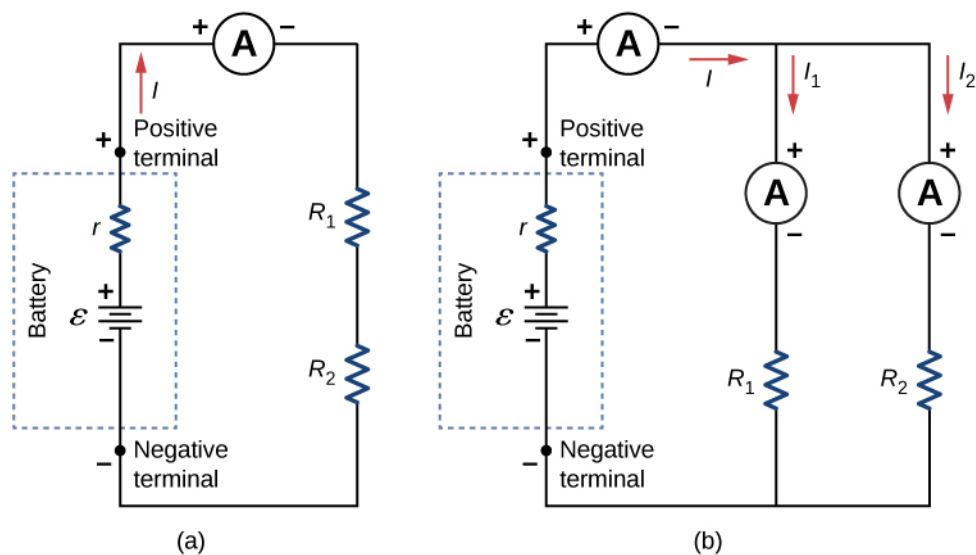 + A −
I
+ Positive
terminal
r
Battery
+
ε
−
R1
R2
− Negative
terminal
(a)
+ A −
I
I1
I2
+ Positive
terminal
+
A
−
+
A
−
r
Battery
+
ε
−
R1
R2
− Negative
terminal
(b)